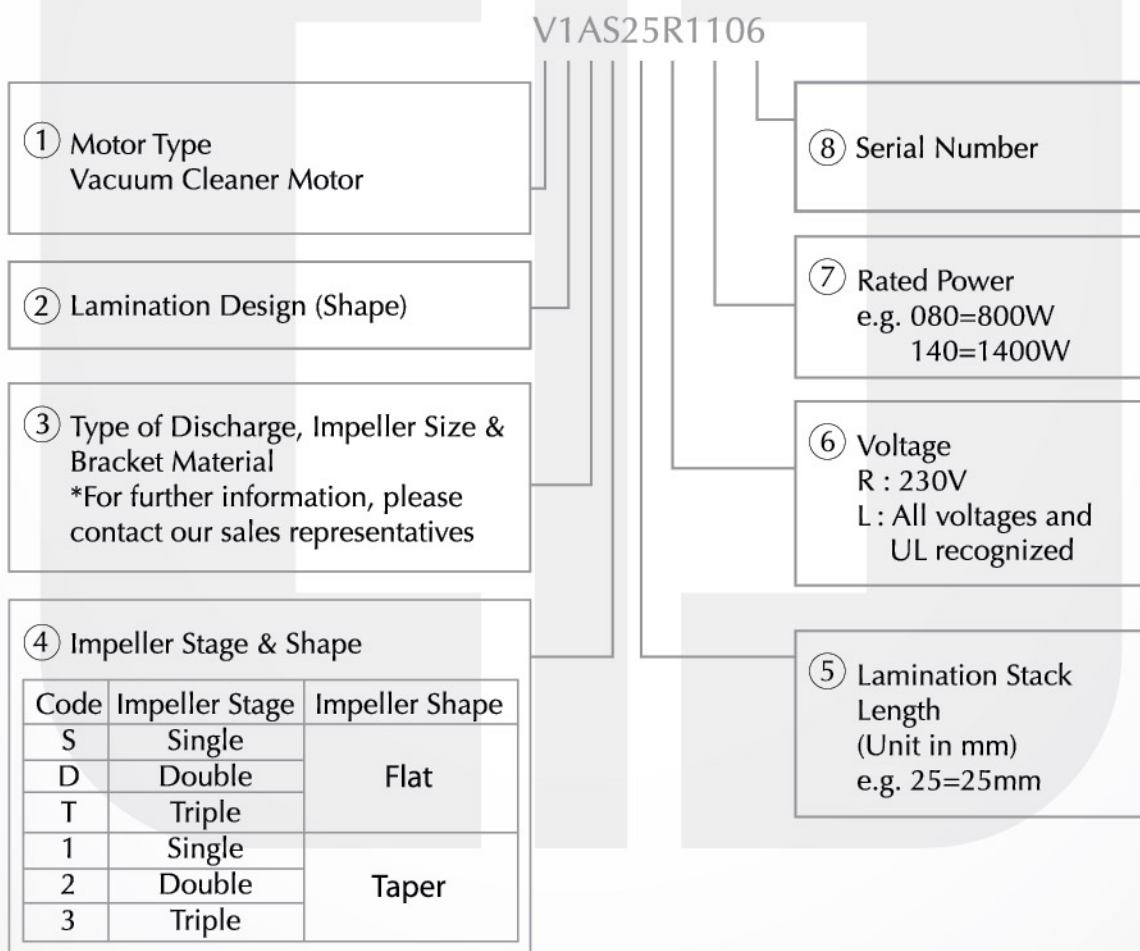 V1AS25R1106
① Motor Type
Vacuum Cleaner Motor
② Lamination Design (Shape)
③ Type of Discharge, Impeller Size &
Bracket Material
*For further information, please
contact our sales representatives
④ Impeller Stage & Shape
Code Impeller Stage Impeller Shape
S Single
D Double Flat
T Triple
1 Single
2 Double Taper
3 Triple
⑧ Serial Number
⑦ Rated Power
e.g. 080=800W
140=1400W
⑥ Voltage
R : 230V
L : All voltages and
UL recognized
⑤ Lamination Stack
Length
(Unit in mm)
e.g. 25=25mm